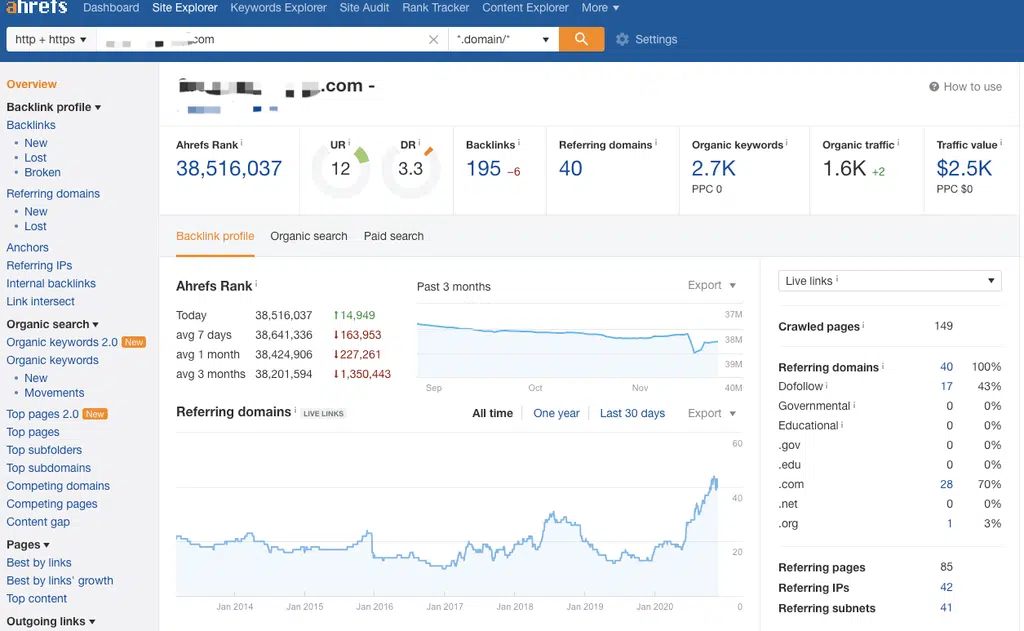 ahrefs Dashboard Site Explorer Keywords Explorer Site Audit Rank Tracker Content Explorer More ▼
http + https ▼ com × *.domain/* ▼ Settings
Overview
Backlink profile ▼
Backlinks
• New
• Lost
• Broken
Referring domains
• New
• Lost
Anchors
Referring IPs
Internal backlinks
Link intersect
Organic search ▼
Organic keywords 2.0 New
Organic keywords
• New
• Movements
Top pages 2.0 New
Top pages
Top subfolders
Top subdomains
Competing domains
Competing pages
Content gap
Pages ▼
Best by links
Best by links' growth
Top content
Outgoing links ▼
.com -
? How to use
Ahrefs Rank i
38,516,037
UR i
12
DR i
3.3
Backlinks i
195 –6
Referring domains i
40
Organic keywords i
2.7K
PPC 0
Organic traffic i
1.6K +2
Traffic value i
$2.5K
PPC $0
Backlink profile Organic search Paid search
Ahrefs Rank i
Today 38,516,037 ↑14,949
avg 7 days 38,641,336 ↓163,953
avg 1 month 38,424,906 ↓227,261
avg 3 months 38,201,594 ↓1,350,443
Past 3 months Export ▼
37M
38M
39M
40M
Sep Oct Nov
Referring domains i LIVE LINKS All time One year Last 30 days Export ▼
60
40
20
0
Jan 2014 Jan 2015 Jan 2016 Jan 2017 Jan 2018 Jan 2019 Jan 2020
Live links i ▼
Crawled pages i 149
Referring domains i 40 100%
Dofollow i 17 43%
Governmental i 0 0%
Educational i 0 0%
.gov 0 0%
.edu 0 0%
.com 28 70%
.net 0 0%
.org 1 3%
Referring pages 85
Referring IPs 42
Referring subnets 41